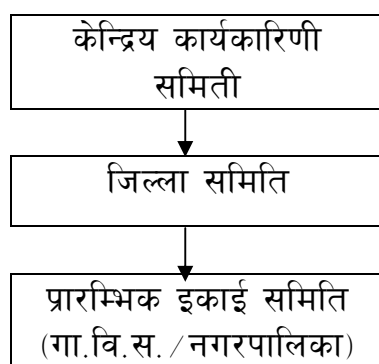 केन्द्रिय कार्यकारिणी
समिती
जिल्ला समिति
प्रारम्भिक इकाई समिति
(गा.वि.स. /नगरपालिका)